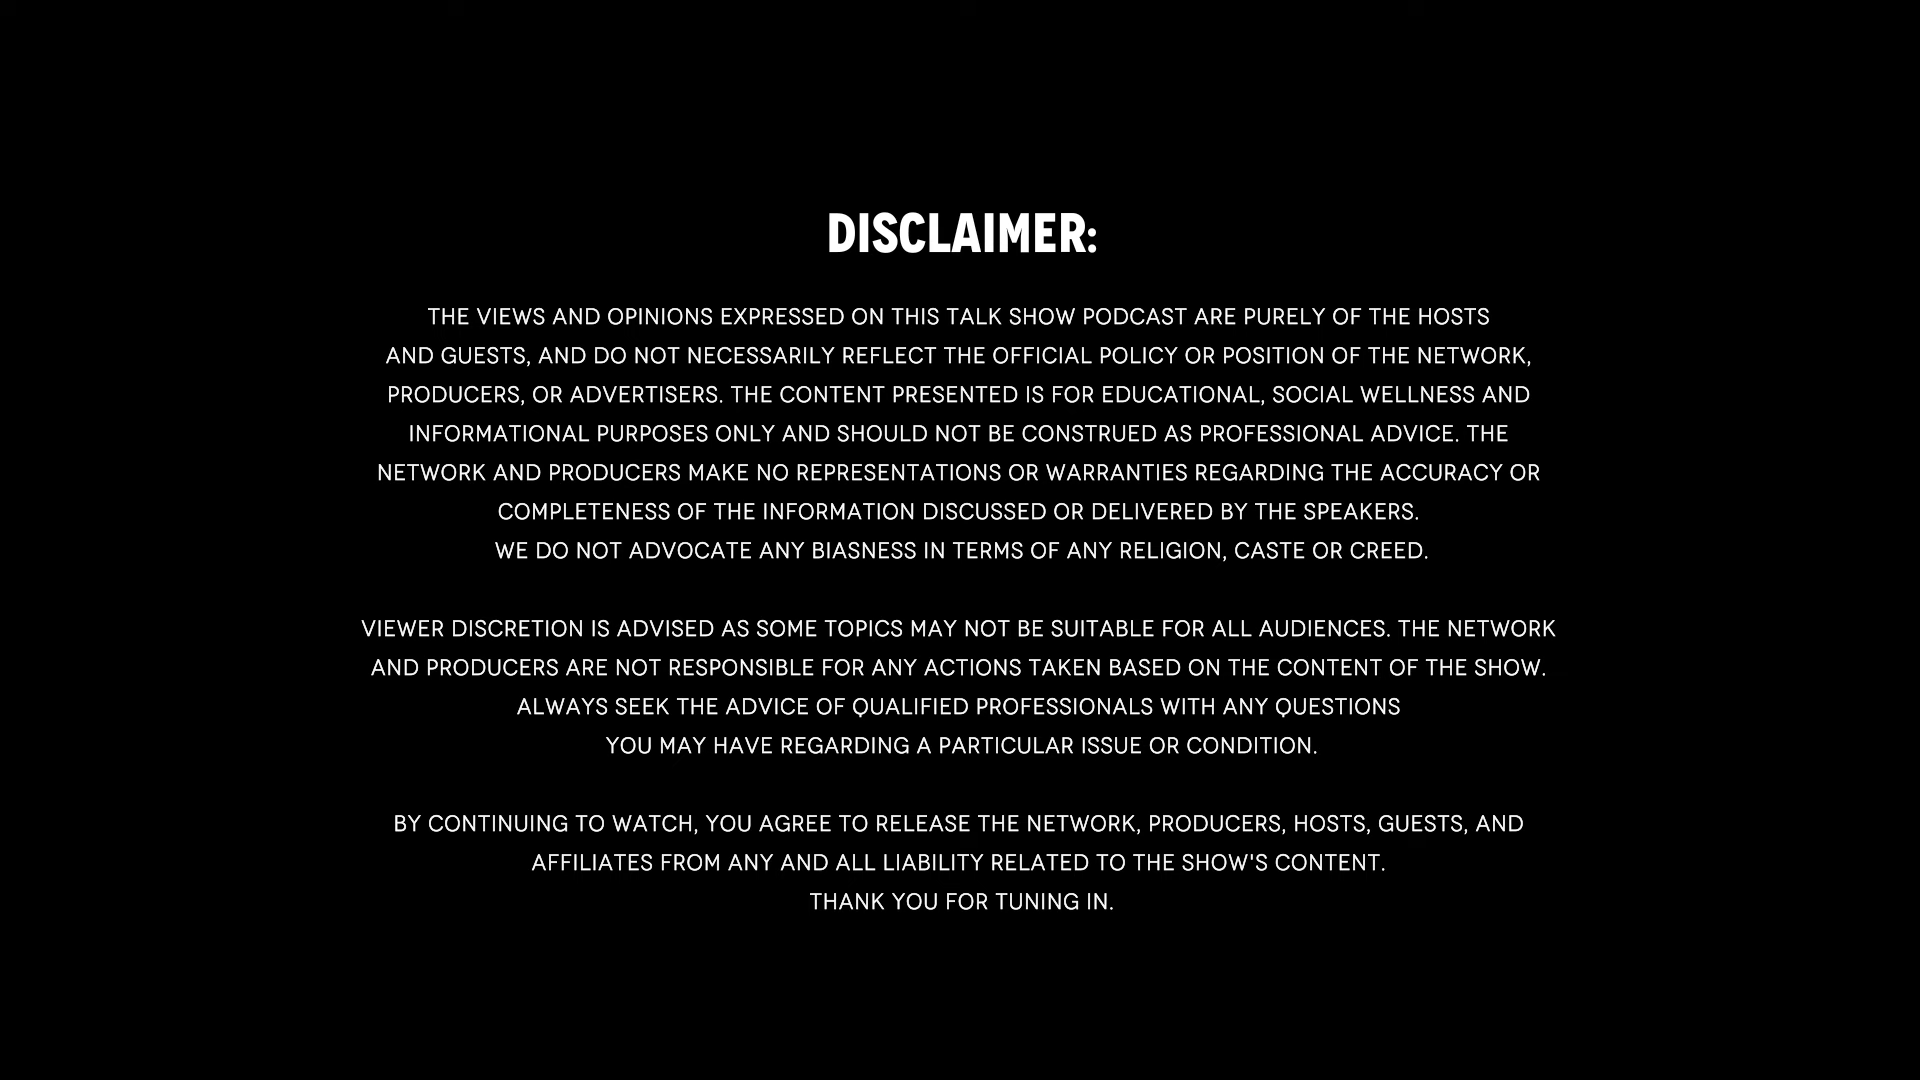 DISCLAIMER:
THE VIEWS AND OPINIONS EXPRESSED ON THIS TALK SHOW PODCAST ARE PURELY OF THE HOSTS
AND GUESTS, AND DO NOT NECESSARILY REFLECT THE OFFICIAL POLICY OR POSITION OF THE NETWORK,
PRODUCERS, OR ADVERTISERS. THE CONTENT PRESENTED IS FOR EDUCATIONAL, SOCIAL WELLNESS AND
INFORMATIONAL PURPOSES ONLY AND SHOULD NOT BE CONSTRUED AS PROFESSIONAL ADVICE. THE
NETWORK AND PRODUCERS MAKE NO REPRESENTATIONS OR WARRANTIES REGARDING THE ACCURACY OR
COMPLETENESS OF THE INFORMATION DISCUSSED OR DELIVERED BY THE SPEAKERS.
WE DO NOT ADVOCATE ANY BIASNESS IN TERMS OF ANY RELIGION, CASTE OR CREED.
VIEWER DISCRETION IS ADVISED AS SOME TOPICS MAY NOT BE SUITABLE FOR ALL AUDIENCES. THE NETWORK
AND PRODUCERS ARE NOT RESPONSIBLE FOR ANY ACTIONS TAKEN BASED ON THE CONTENT OF THE SHOW.
ALWAYS SEEK THE ADVICE OF QUALIFIED PROFESSIONALS WITH ANY QUESTIONS
YOU MAY HAVE REGARDING A PARTICULAR ISSUE OR CONDITION.
BY CONTINUING TO WATCH, YOU AGREE TO RELEASE THE NETWORK, PRODUCERS, HOSTS, GUESTS, AND
AFFILIATES FROM ANY AND ALL LIABILITY RELATED TO THE SHOW'S CONTENT.
THANK YOU FOR TUNING IN.